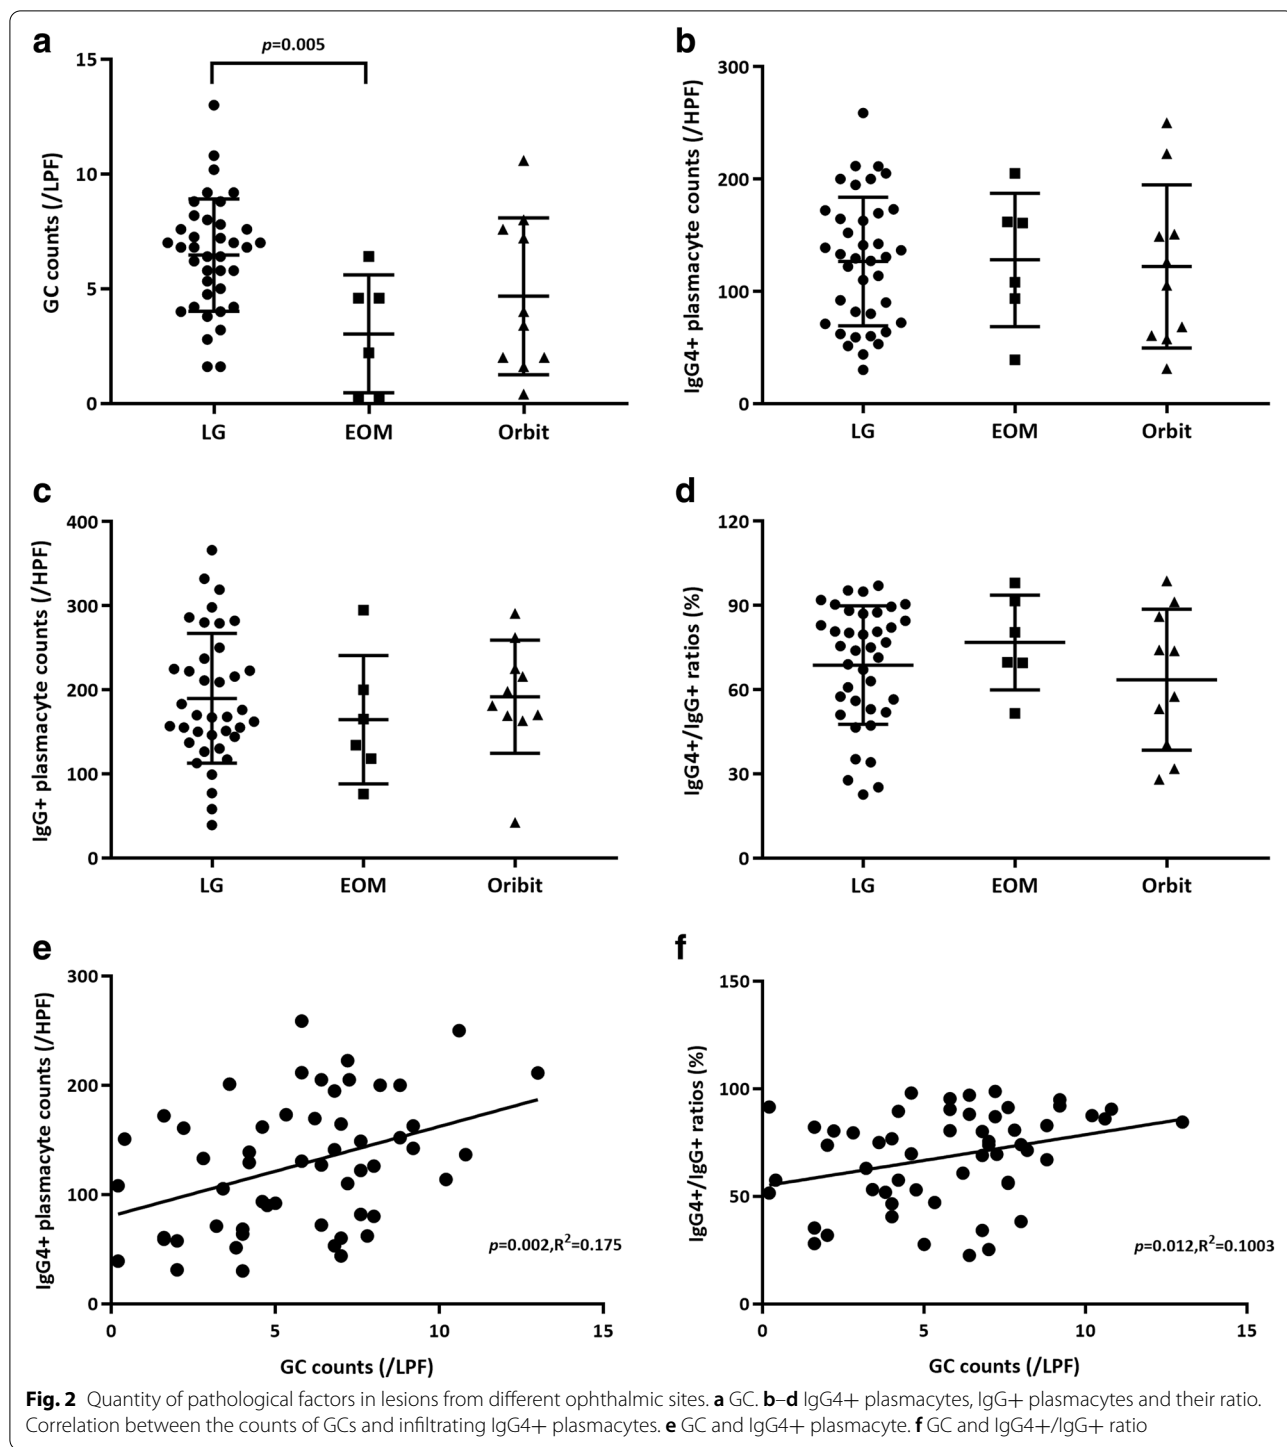 a
p=0.005
15
10
5
0
GC counts (/LPF)
LG EOM Orbit
b
300
200
100
0
IgG4+ plasmacyte counts (/HPF)
LG EOM Orbit
c
400
300
200
100
0
IgG+ plasmacyte counts (/HPF)
LG EOM Oribit
d
120
90
60
30
0
IgG4+/IgG+ ratios (%)
LG EOM Orbit
e
300
200
100
0
IgG4+ plasmacyte counts (/HPF)
p=0.002,R²=0.175
0 5 10 15
GC counts (/LPF)
f
150
100
50
0
IgG4+/IgG+ ratios (%)
p=0.012,R²=0.1003
0 5 10 15
GC counts (/LPF)
Fig. 2 Quantity of pathological factors in lesions from different ophthalmic sites. a GC. b–d IgG4+ plasmacytes, IgG+ plasmacytes and their ratio.
Correlation between the counts of GCs and infiltrating IgG4+ plasmacytes. e GC and IgG4+ plasmacyte. f GC and IgG4+/IgG+ ratio